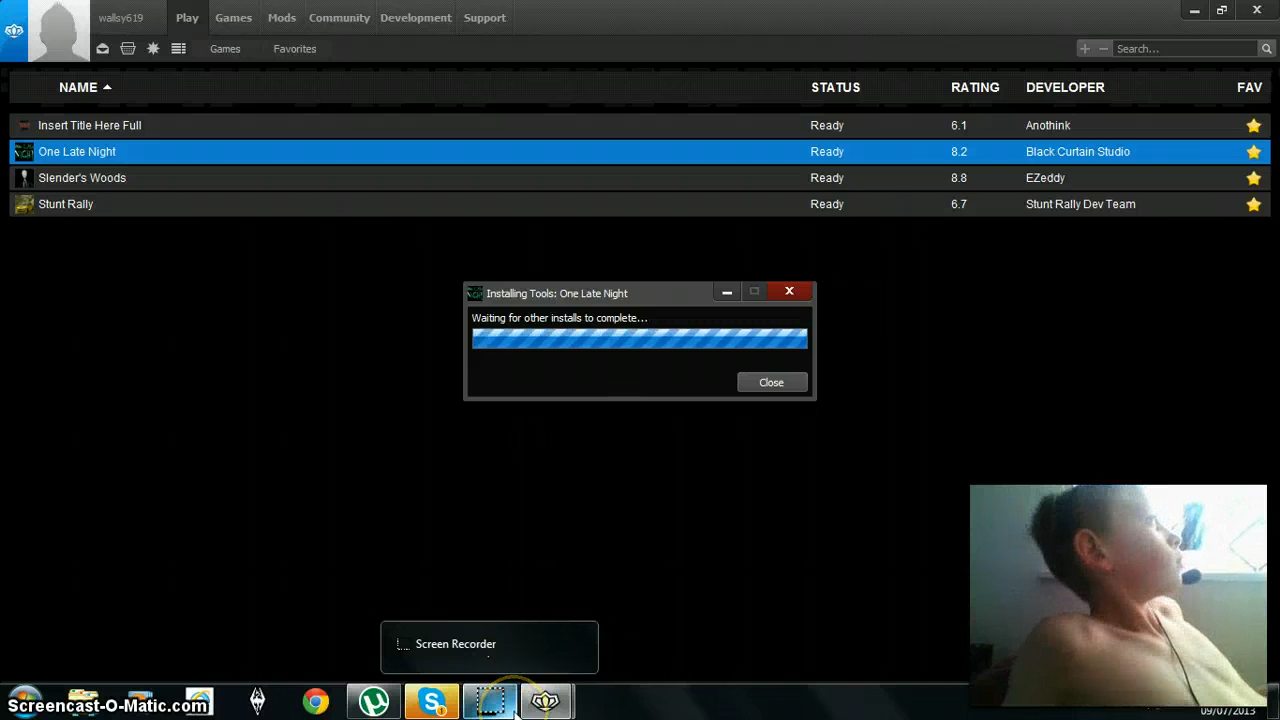 wallsy619
Play Games Mods Community Development Support
Games Favorites
Search...
NAME STATUS RATING DEVELOPER FAV
Insert Title Here Full Ready 6.1 Anothink
One Late Night Ready 8.2 Black Curtain Studio
Slender's Woods Ready 8.8 EZeddy
Stunt Rally Ready 6.7 Stunt Rally Dev Team
Installing Tools: One Late Night
Waiting for other installs to complete...
Close
Screen Recorder
Screencast-O-Matic.com
09/07/2013